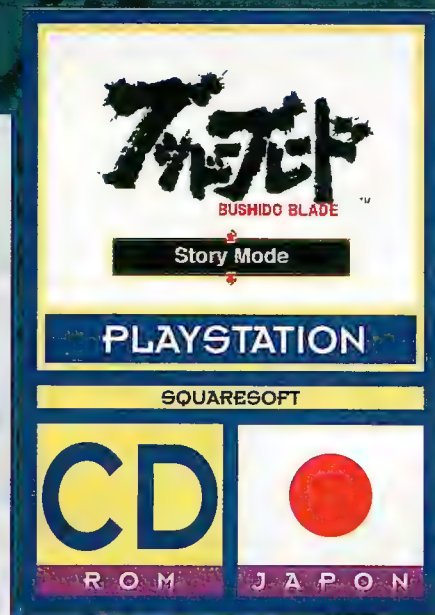 ブシドーブレード
BUSHIDO BLADE ™
Story Mode
PLAYSTATION
SQUARESOFT
CD
ROM
JAPON